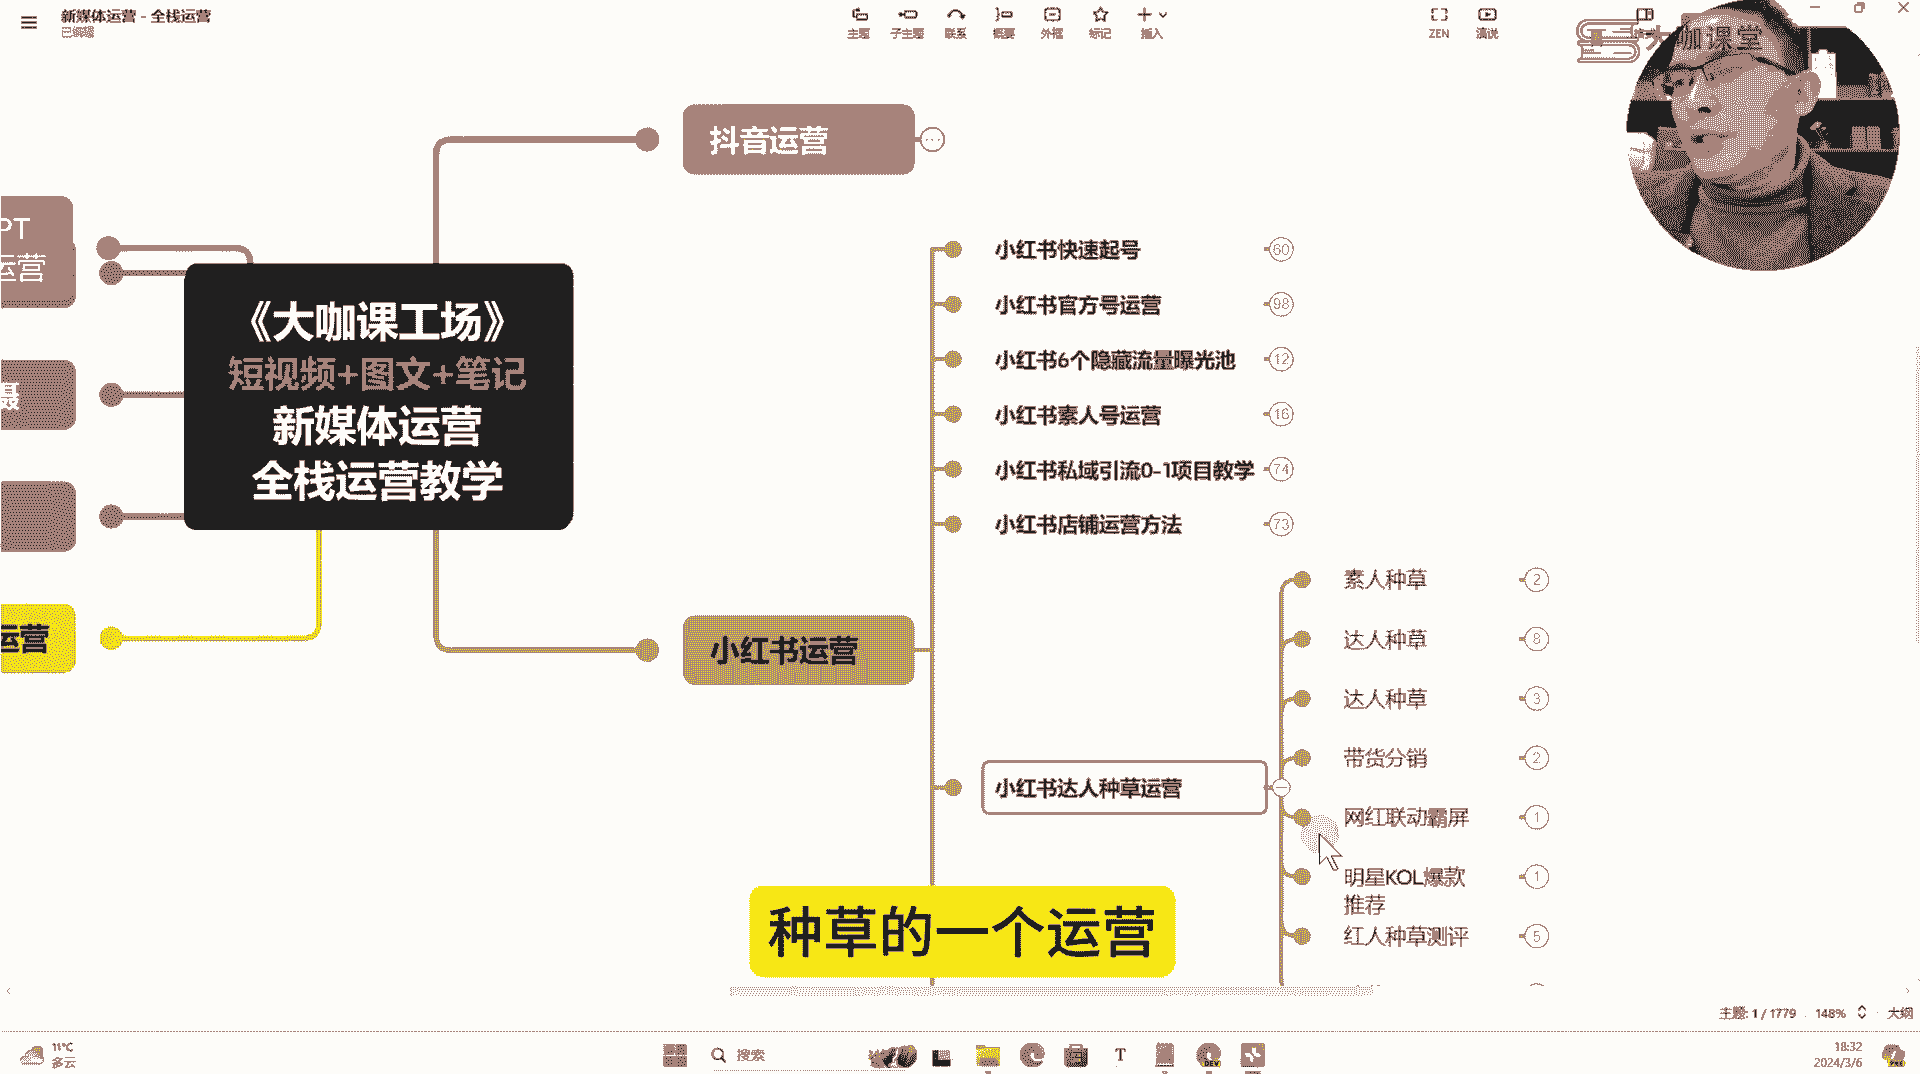 新媒体运营 - 全栈运营
已编辑
主题
子主题
联系
概要
外框
标记
插入
ZEN
演说
大咖课堂
抖音运营
PT
运营
《大咖课工场》
短视频+图文+笔记
新媒体运营
全栈运营教学
小红书快速起号
60
小红书官方号运营
98
小红书6个隐藏流量曝光池
12
小红书素人号运营
16
小红书私域引流0-1项目教学
74
小红书店铺运营方法
73
摄
运营
小红书运营
小红书达人种草运营
素人种草
2
达人种草
8
达人种草
3
带货分销
2
网红联动霸屏
1
明星KOL爆款
推荐
1
红人种草测评
5
种草的一个运营
主题: 1 / 1779
148%
大纲
11°C
多云
搜索
T
DEV
18:32
2024/3/6
PRE